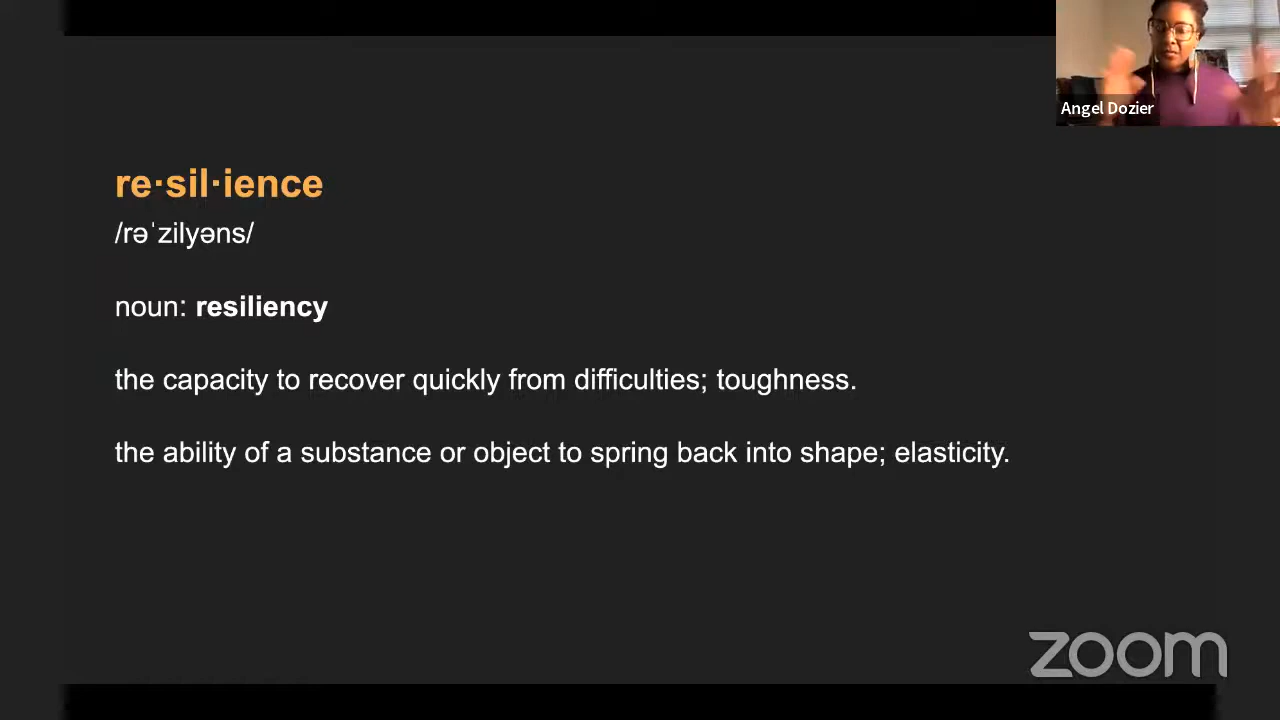 Angel Dozier
re·sil·ience
/rəˈzilyəns/
noun: resiliency
the capacity to recover quickly from difficulties; toughness.
the ability of a substance or object to spring back into shape; elasticity.
zoom